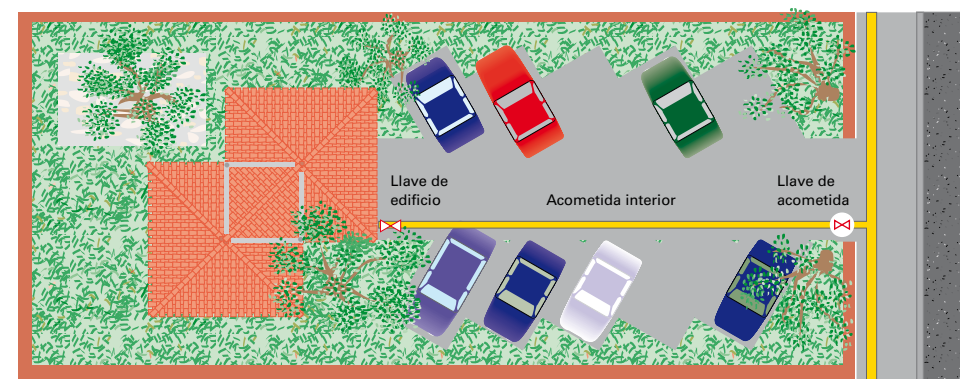 Llave de
edificio
Acometida interior
Llave de
acometida